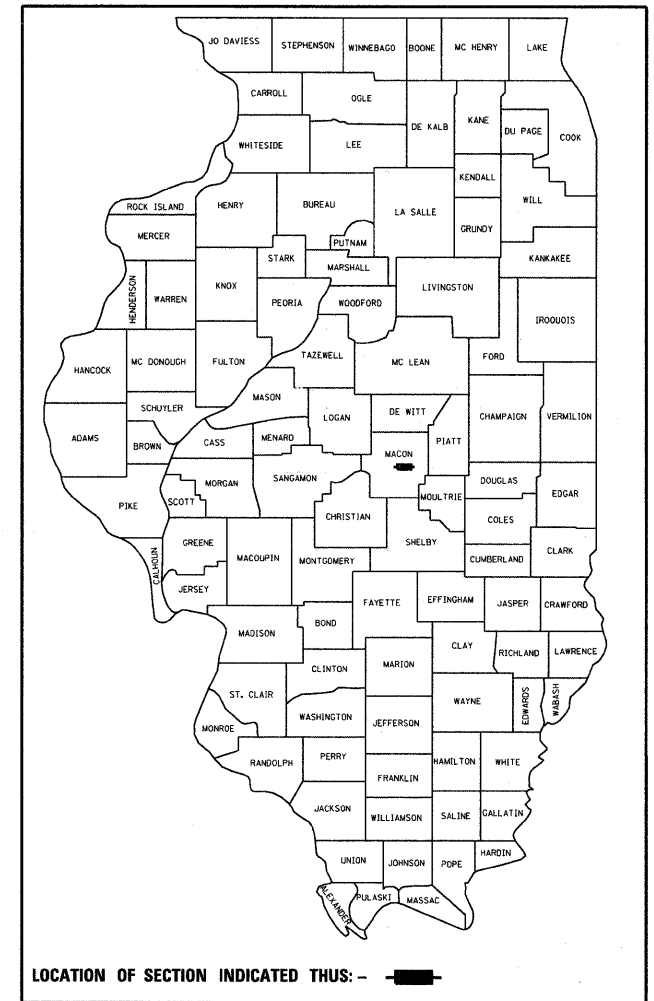 JO DAVIESS
STEPHENSON
WINNEBAGO
BOONE
MC HENRY
LAKE
CARROLL
OGLE
DE KALB
KANE
DU PAGE
COOK
WHITESIDE
LEE
KENDALL
WILL
ROCK ISLAND
HENRY
BUREAU
LA SALLE
GRUNDY
MERCER
PUTNAM
KANKAKEE
STARK
MARSHALL
HENDERSON
WARREN
KNOX
PEORIA
WOODFORD
LIVINGSTON
IROQUOIS
HANCOCK
MC DONOUGH
FULTON
TAZEWELL
MC LEAN
FORD
MASON
SCHUYLER
LOGAN
DE WITT
CHAMPAIGN
VERMILION
ADAMS
BROWN
CASS
MENARD
MACON
PIATT
MORGAN
SANGAMON
DOUGLAS
EDGAR
PIKE
SCOTT
CHRISTIAN
MOULTRIE
COLES
GREENE
MACOUPIN
MONTGOMERY
SHELBY
CUMBERLAND
CLARK
CALHOUN
JERSEY
FAYETTE
EFFINGHAM
JASPER
CRAWFORD
MADISON
BOND
CLAY
RICHLAND
LAWRENCE
CLINTON
MARION
ST. CLAIR
WAYNE
EDWARDS
WABASH
MONROE
WASHINGTON
JEFFERSON
RANDOLPH
PERRY
HAMILTON
WHITE
FRANKLIN
JACKSON
WILLIAMSON
SALINE
GALLATIN
UNION
JOHNSON
POPE
HARDIN
ALEXANDER
PULASKI
MASSAC
LOCATION OF SECTION INDICATED THUS: -